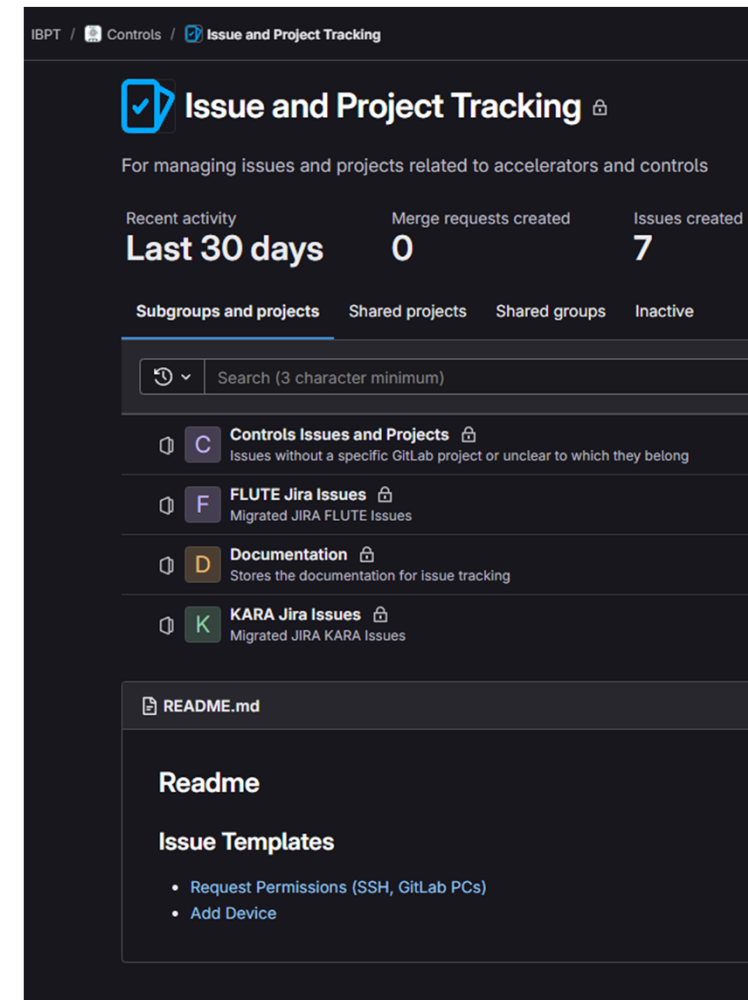 IBPT / Controls / Issue and Project Tracking
Issue and Project Tracking
For managing issues and projects related to accelerators and controls
Recent activity Merge requests created Issues created
Last 30 days 0 7
Subgroups and projects Shared projects Shared groups Inactive
Search (3 character minimum)
C Controls Issues and Projects
Issues without a specific GitLab project or unclear to which they belong
F FLUTE Jira Issues
Migrated JIRA FLUTE Issues
D Documentation
Stores the documentation for issue tracking
K KARA Jira Issues
Migrated JIRA KARA Issues
README.md
Readme
Issue Templates
• Request Permissions (SSH, GitLab PCs)
• Add Device